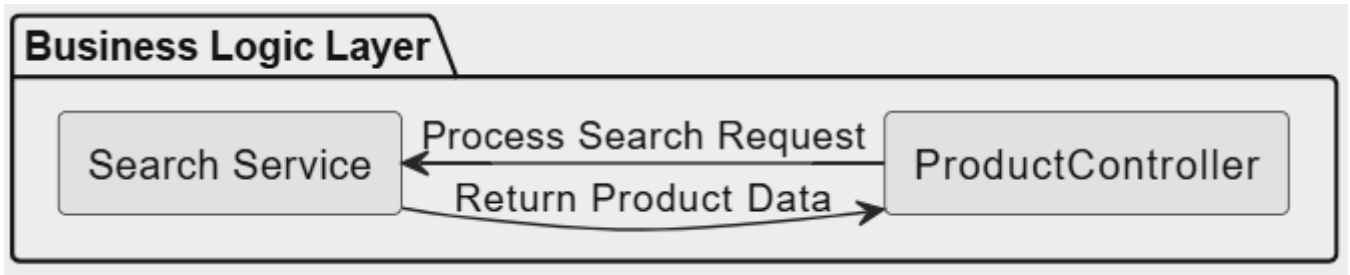 Business Logic Layer
Process Search Request
Search Service
ProductController
Return Product Data